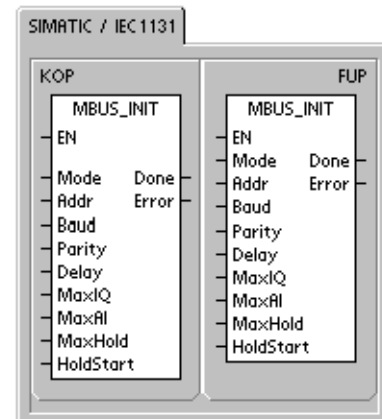 SIMATIC / IEC1131
KOP
MBUS_INIT
EN
Mode Done
Addr Error
Baud
Parity
Delay
MaxIQ
MaxAI
MaxHold
HoldStart
FUP
MBUS_INIT
EN
Mode Done
Addr Error
Baud
Parity
Delay
MaxIQ
MaxAI
MaxHold
HoldStart